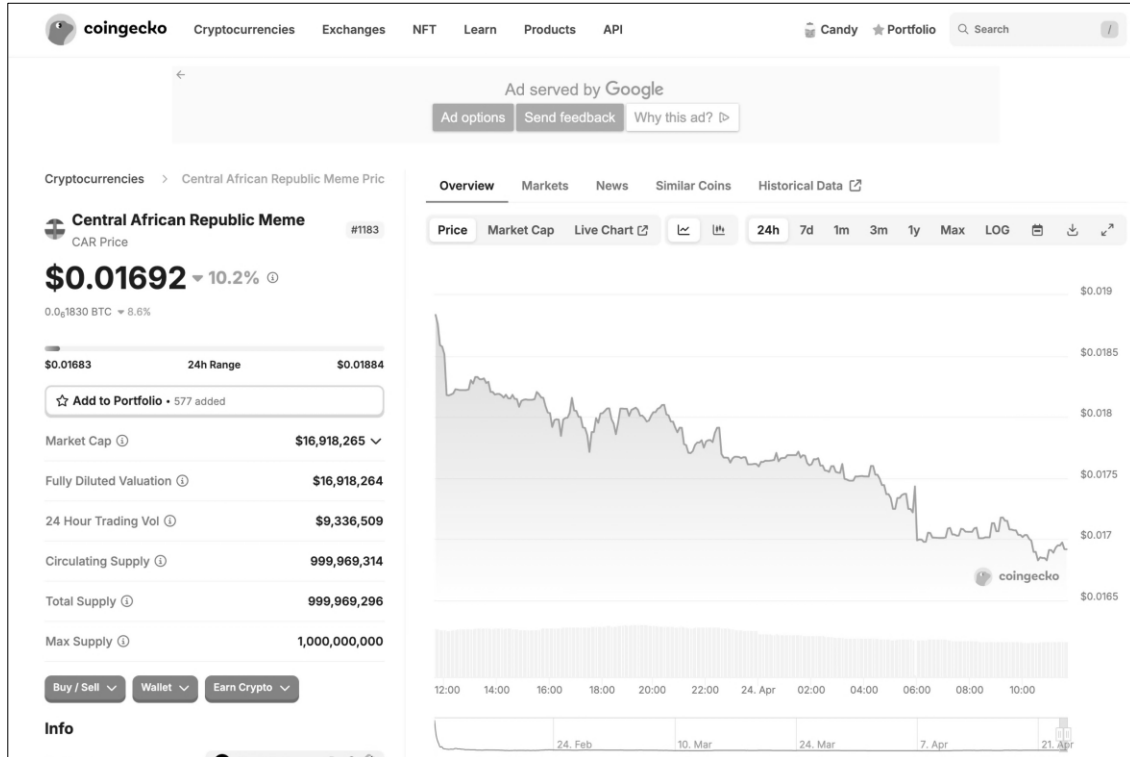 coingecko Cryptocurrencies Exchanges NFT Learn Products API Candy Portfolio Search /
Ad served by Google
Ad options Send feedback Why this ad?
Cryptocurrencies > Central African Republic Meme Pric
Central African Republic Meme #1183
CAR Price
$0.01692 10.2%
0.0₆1830 BTC 8.6%
$0.01683 24h Range $0.01884
Add to Portfolio • 577 added
Market Cap $16,918,265
Fully Diluted Valuation $16,918,264
24 Hour Trading Vol $9,336,509
Circulating Supply 999,969,314
Total Supply 999,969,296
Max Supply 1,000,000,000
Buy / Sell Wallet Earn Crypto
Info
Overview Markets News Similar Coins Historical Data
Price Market Cap Live Chart 24h 7d 1m 3m 1y Max LOG
$0.019
$0.0185
$0.018
$0.0175
$0.017
coingecko
$0.0165
12:00 14:00 16:00 18:00 20:00 22:00 24. Apr 02:00 04:00 06:00 08:00 10:00
24. Feb 10. Mar 24. Mar 7. Apr 21. Apr